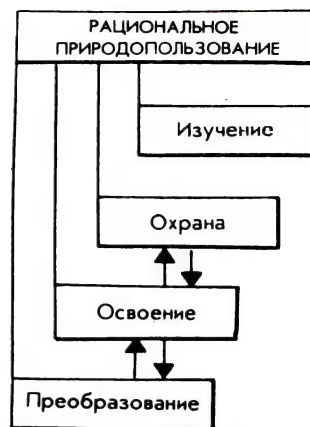 РАЦИОНАЛЬНОЕ
ПРИРОДОПОЛЬЗОВАНИЕ
Изучение
Охрана
Освоение
Преобразование